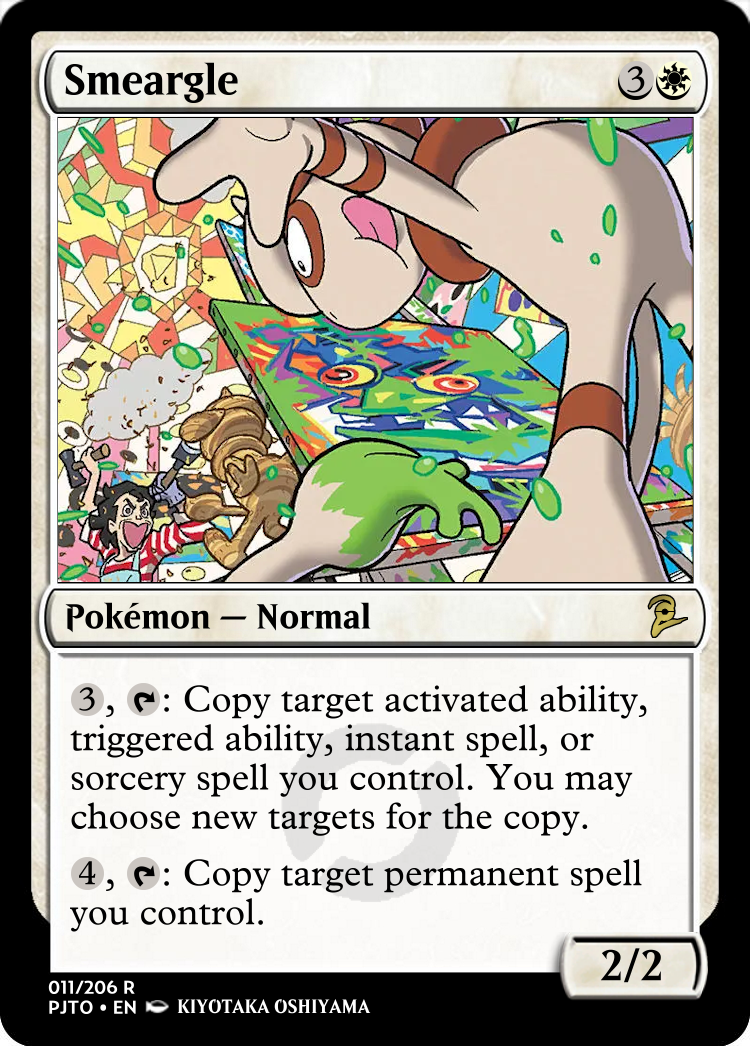 Smeargle 3
Pokémon — Normal
3, : Copy target activated ability,
triggered ability, instant spell, or
sorcery spell you control. You may
choose new targets for the copy.
4, : Copy target permanent spell
you control.
2/2
011/206 R
PJTO • EN KIYOTAKA OSHIYAMA